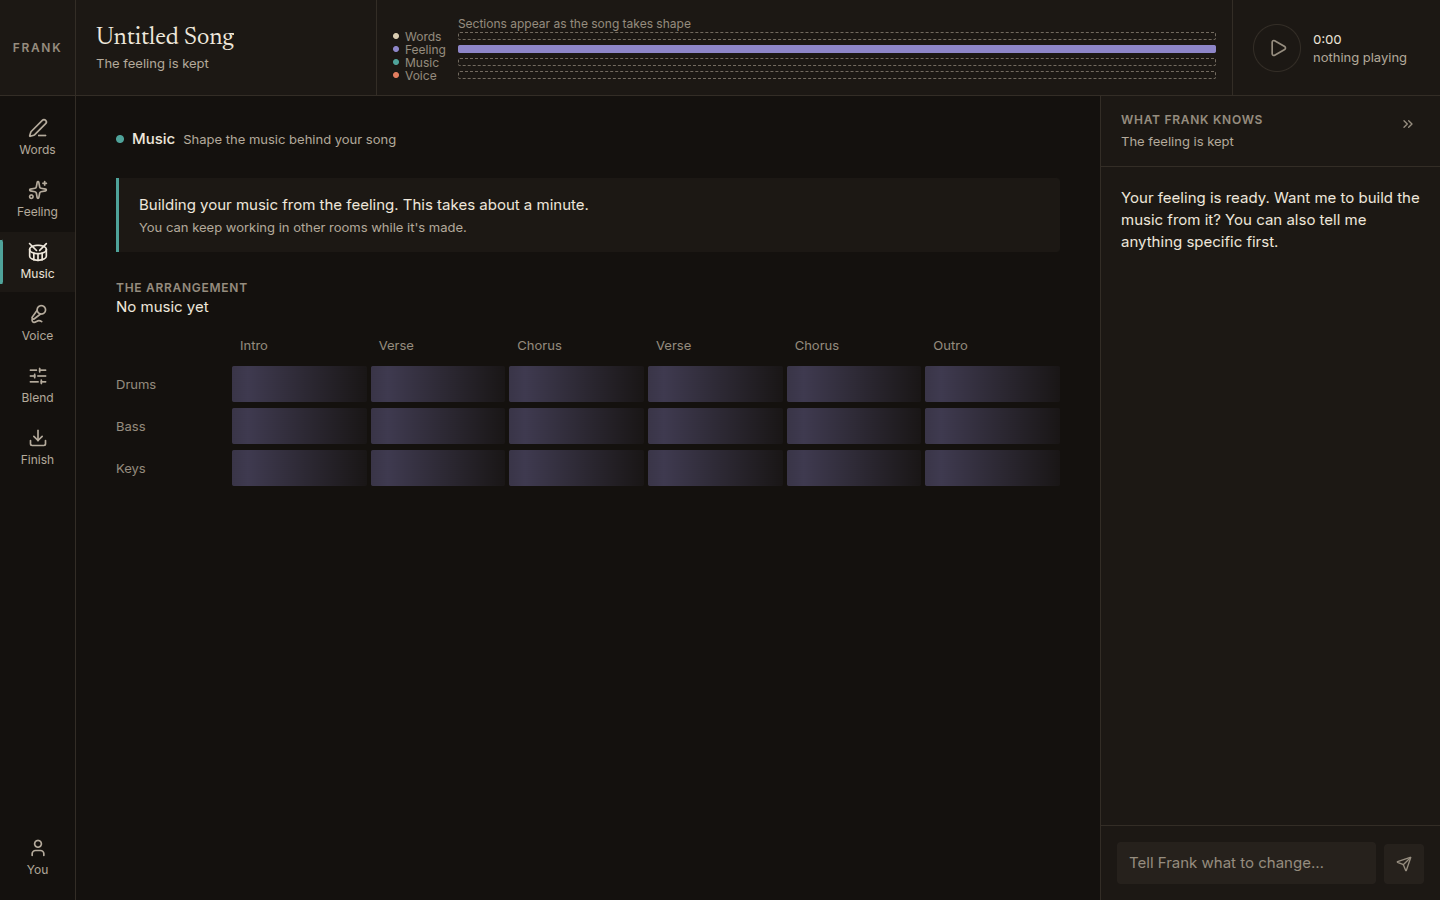 FRANK
Untitled Song
The feeling is kept
Sections appear as the song takes shape
Words
Feeling
Music
Voice
0:00
nothing playing
Words
Feeling
Music
Voice
Blend
Finish
You
Music Shape the music behind your song
Building your music from the feeling. This takes about a minute.
You can keep working in other rooms while it's made.
THE ARRANGEMENT
No music yet
Intro Verse Chorus Verse Chorus Outro
Drums
Bass
Keys
WHAT FRANK KNOWS
The feeling is kept
Your feeling is ready. Want me to build the
music from it? You can also tell me
anything specific first.
Tell Frank what to change...